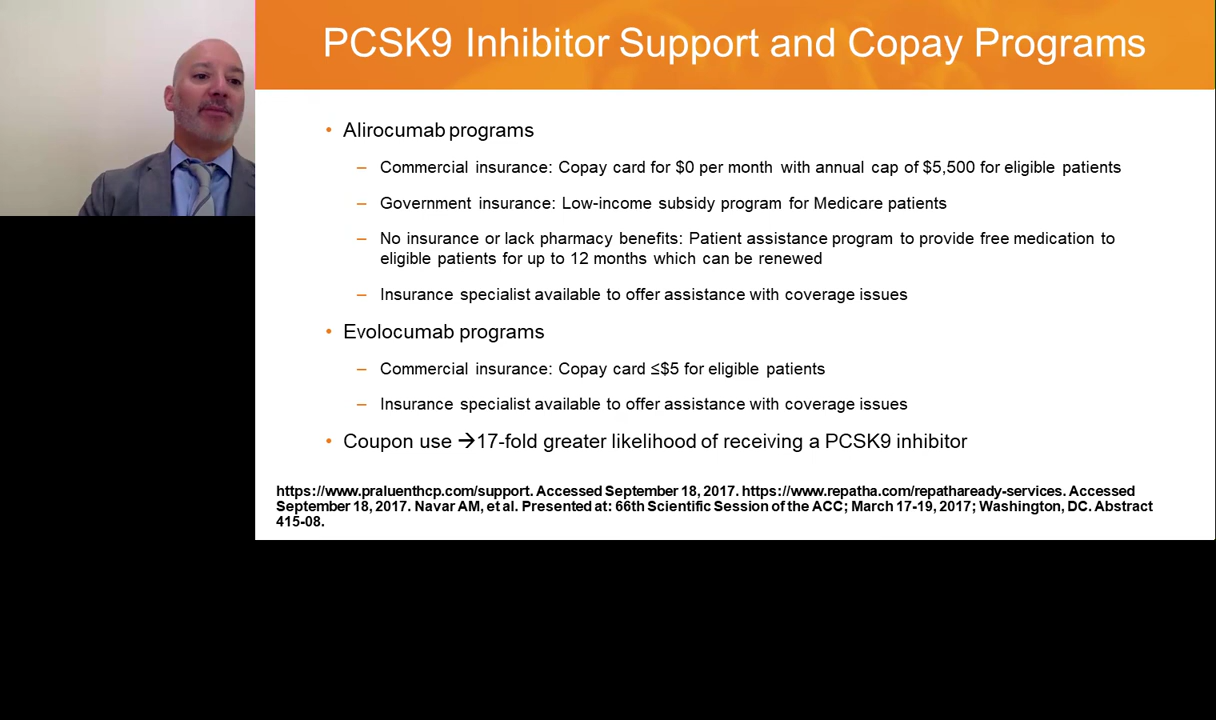 PCSK9 Inhibitor Support and Copay Programs
• Alirocumab programs
– Commercial insurance: Copay card for $0 per month with annual cap of $5,500 for eligible patients
– Government insurance: Low-income subsidy program for Medicare patients
– No insurance or lack pharmacy benefits: Patient assistance program to provide free medication to
eligible patients for up to 12 months which can be renewed
– Insurance specialist available to offer assistance with coverage issues
• Evolocumab programs
– Commercial insurance: Copay card ≤$5 for eligible patients
– Insurance specialist available to offer assistance with coverage issues
• Coupon use →17-fold greater likelihood of receiving a PCSK9 inhibitor
https://www.praluenthcp.com/support. Accessed September 18, 2017. https://www.repatha.com/repathaready-services. Accessed
September 18, 2017. Navar AM, et al. Presented at: 66th Scientific Session of the ACC; March 17-19, 2017; Washington, DC. Abstract
415-08.